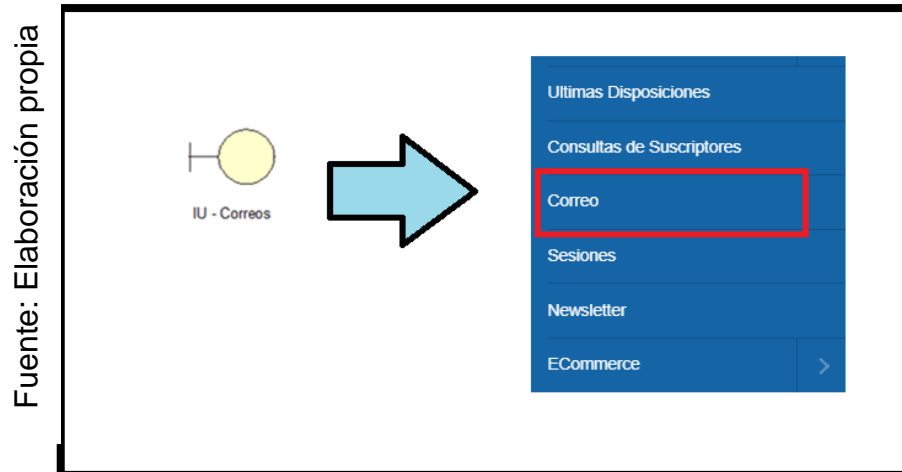 Fuente: Elaboración propia
IU - Correos
Ultimas Disposiciones
Consultas de Suscriptores
Correo
Sesiones
Newsletter
ECommerce